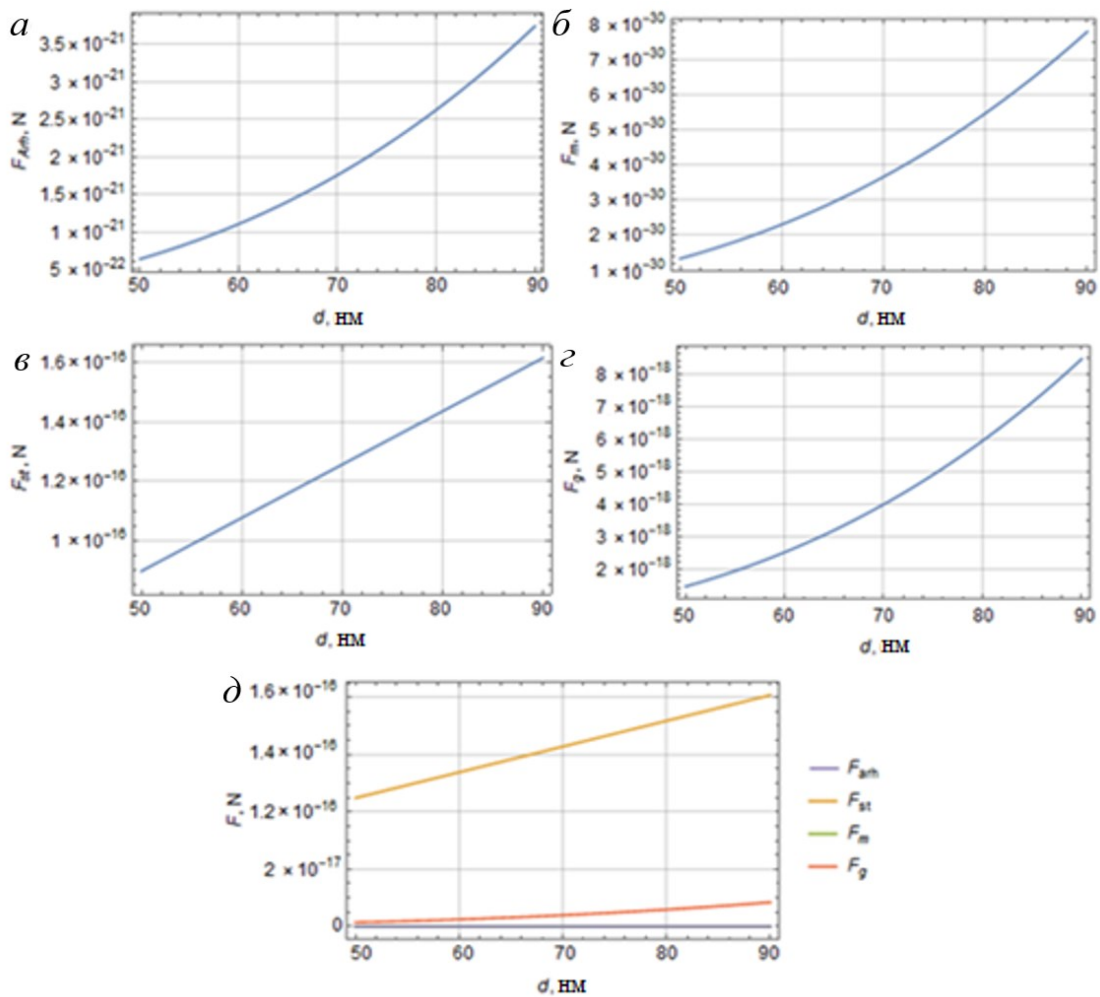 а
3.5 × 10⁻²¹
3 × 10⁻²¹
2.5 × 10⁻²¹
2 × 10⁻²¹
1.5 × 10⁻²¹
1 × 10⁻²¹
5 × 10⁻²²
F_Arh, N
50 60 70 80 90
d, нм
б
8 × 10⁻³⁰
7 × 10⁻³⁰
6 × 10⁻³⁰
5 × 10⁻³⁰
4 × 10⁻³⁰
3 × 10⁻³⁰
2 × 10⁻³⁰
1 × 10⁻³⁰
F_m, N
50 60 70 80 90
d, нм
в
1.6 × 10⁻¹⁶
1.4 × 10⁻¹⁶
1.2 × 10⁻¹⁶
1 × 10⁻¹⁶
F_st, N
50 60 70 80 90
d, нм
г
8 × 10⁻¹⁸
7 × 10⁻¹⁸
6 × 10⁻¹⁸
5 × 10⁻¹⁸
4 × 10⁻¹⁸
3 × 10⁻¹⁸
2 × 10⁻¹⁸
F_g, N
50 60 70 80 90
d, нм
д
1.6 × 10⁻¹⁶
1.4 × 10⁻¹⁶
1.2 × 10⁻¹⁶
2 × 10⁻¹⁷
0
F, N
50 60 70 80 90
d, нм
F_arh
F_st
F_m
F_g